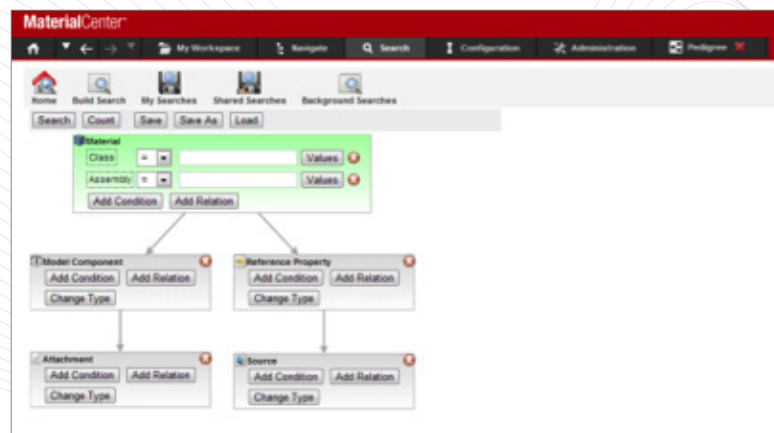 MaterialCenter
My Workspace Navigate Search Configuration Administration Pedigree
Home Build Search My Searches Shared Searches Background Searches
Search Count Save Save As Load
Material
Class = Values
Assembly = Values
Add Condition Add Relation
Model Component
Add Condition Add Relation
Change Type
Reference Property
Add Condition Add Relation
Change Type
Attachment
Add Condition Add Relation
Change Type
Source
Add Condition Add Relation
Change Type